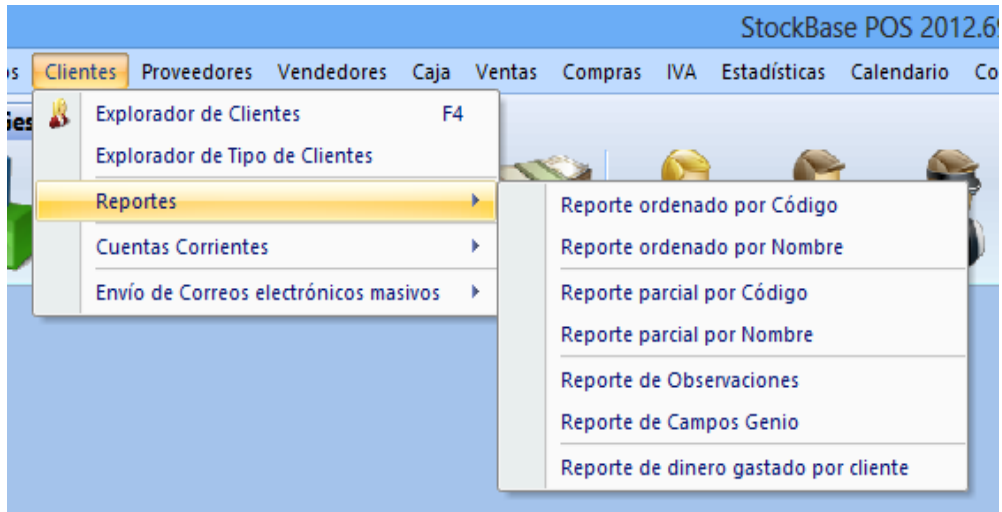 StockBase POS 2012.6
Clientes Proveedores Vendedores Caja Ventas Compras IVA Estadísticas Calendario
Explorador de Clientes F4
Explorador de Tipo de Clientes
Reportes
Cuentas Corrientes
Envío de Correos electrónicos masivos
Reporte ordenado por Código
Reporte ordenado por Nombre
Reporte parcial por Código
Reporte parcial por Nombre
Reporte de Observaciones
Reporte de Campos Genio
Reporte de dinero gastado por cliente